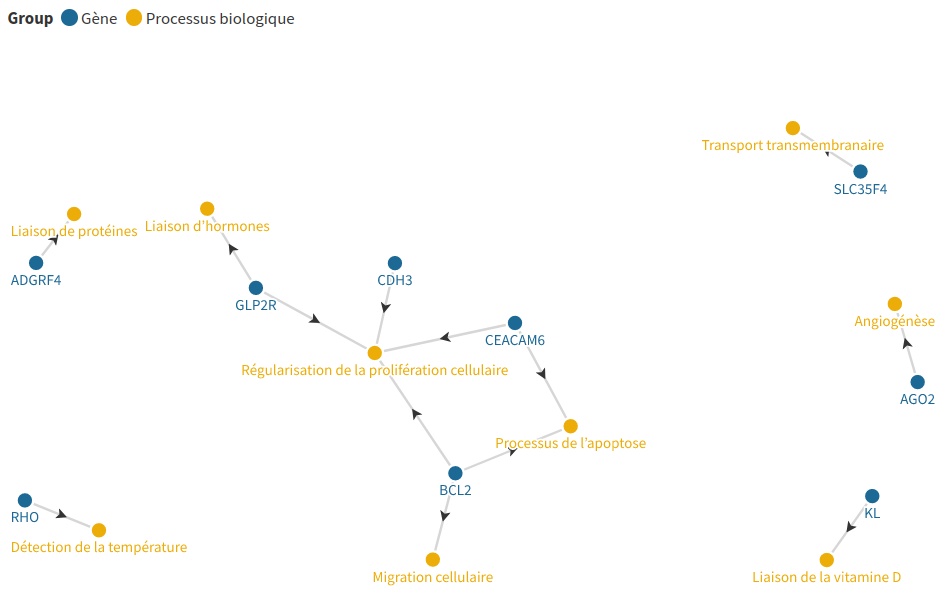 Group Gène Processus biologique
Transport transmembranaire
SLC35F4
Liaison de protéines
Liaison d'hormones
ADGRF4
CDH3
GLP2R
Angiogénèse
CEACAM6
Régularisation de la prolifération cellulaire
AGO2
Processus de l'apoptose
BCL2
KL
RHO
Détection de la température
Migration cellulaire
Liaison de la vitamine D